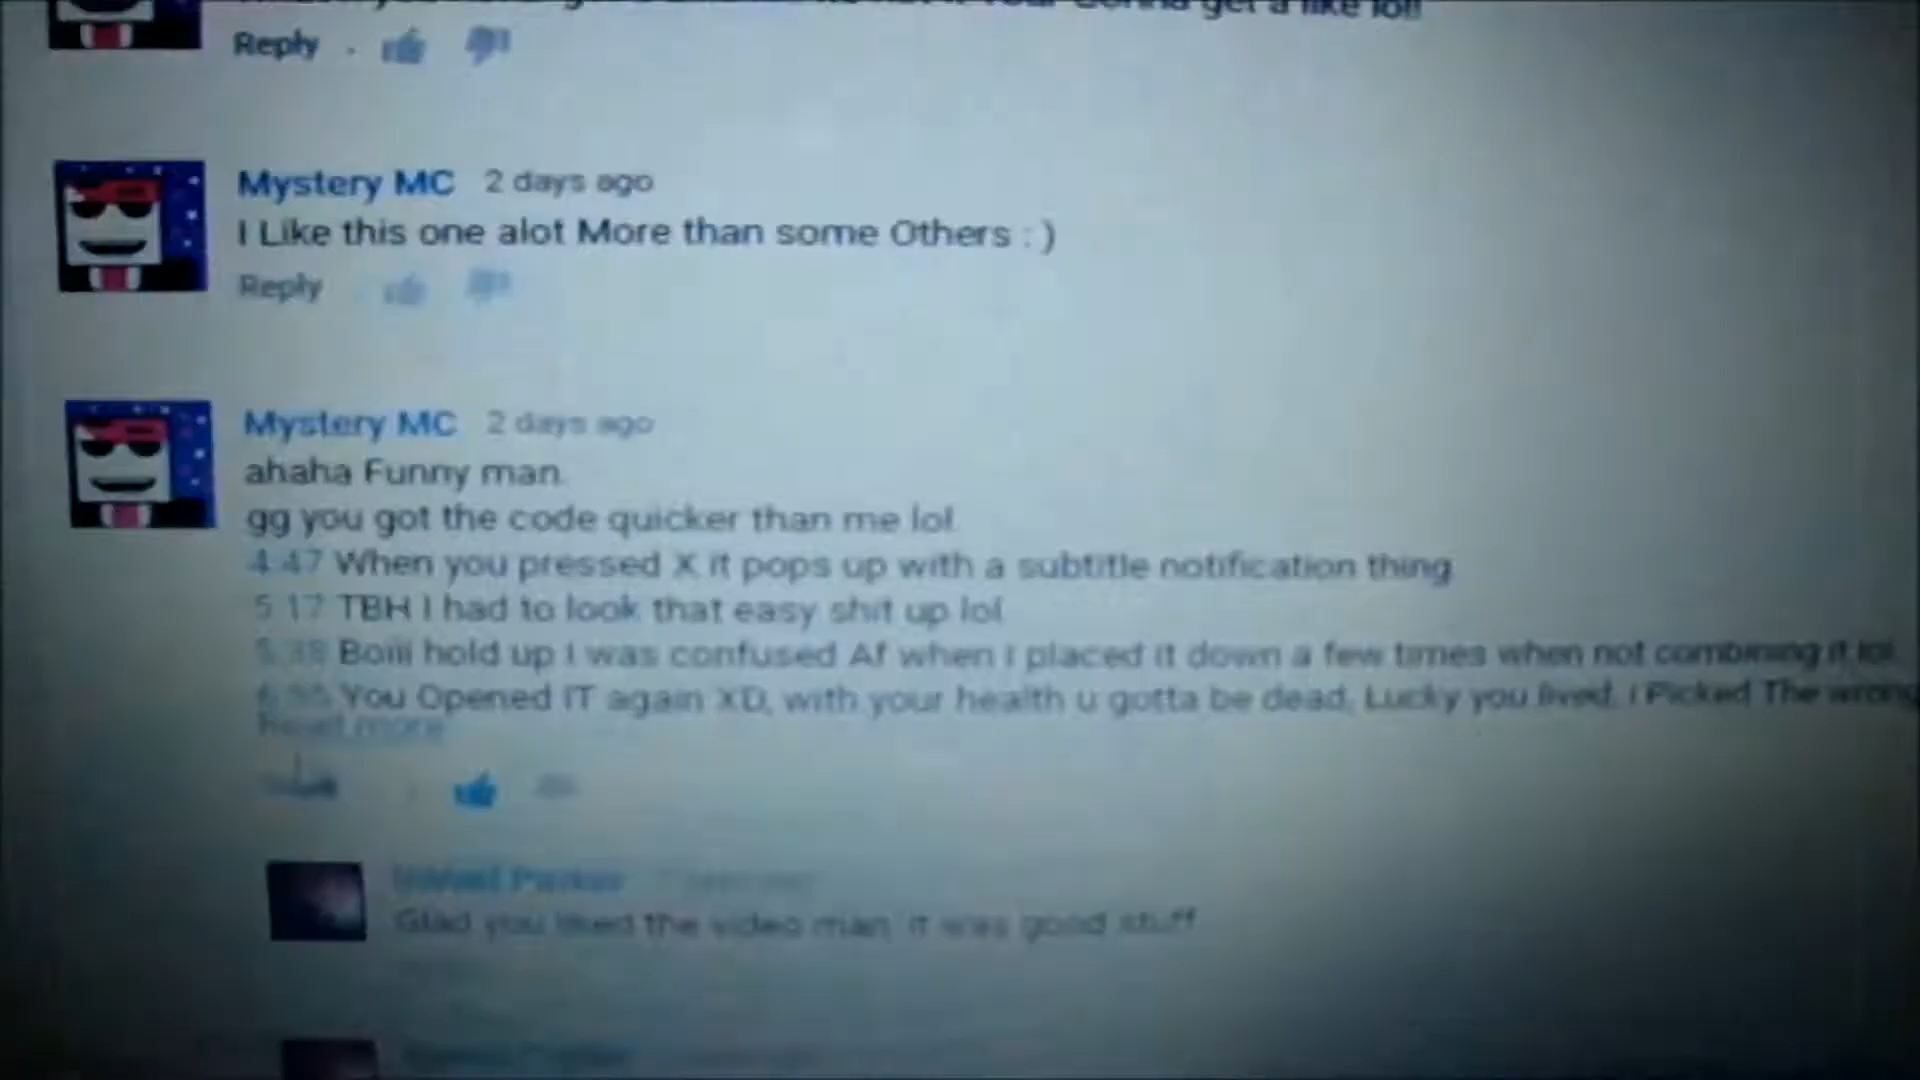 get a like lol!
Reply
Mystery MC 2 days ago
I Like this one alot More than some Others : )
Reply
Mystery MC 2 days ago
ahaha Funny man.
gg you got the code quicker than me lol
4:47 When you pressed X it pops up with a subtitle notification thing
5:17 TBH I had to look that easy shit up lol
5:38 Boiii hold up I was confused Af when I placed it down a few times when not combining it lol.
You Opened IT again XD, with your health u gotta be dead, Lucky you lived, I Picked The wrong
Read more
Glad you liked the video man, it was good stuff